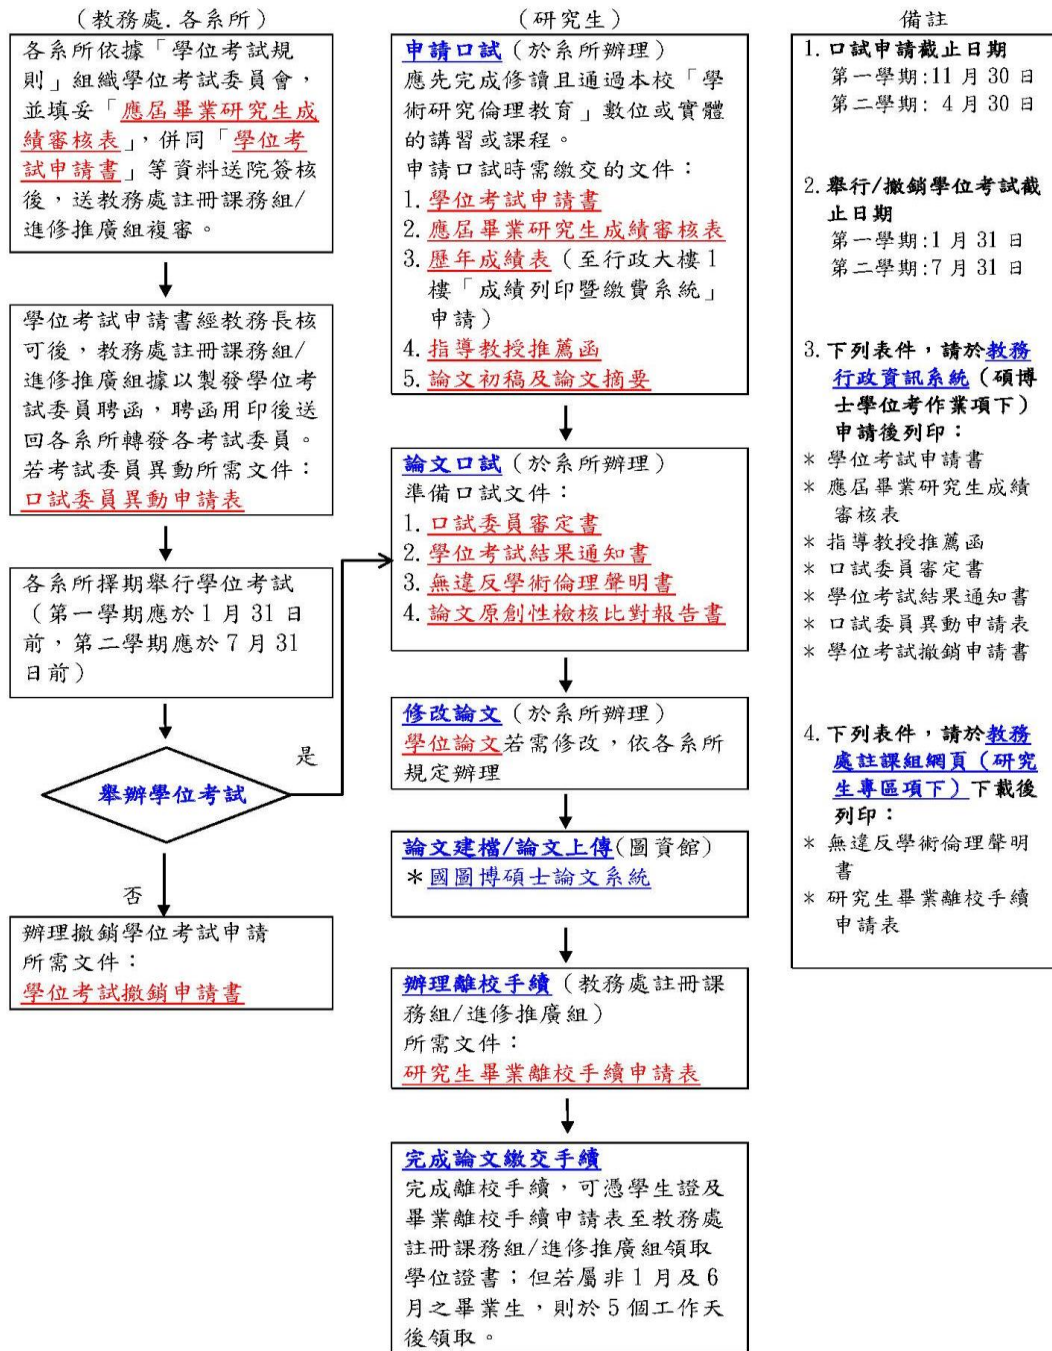 (教務處.各系所)
各系所依據「學位考試規
則」組織學位考試委員會，
並填妥「應屆畢業研究生成
績審核表」，併同「學位考
試申請書」等資料送院簽核
後，送教務處註冊課務組/
進修推廣組複審。
學位考試申請書經教務長核
可後，教務處註冊課務組/
進修推廣組據以製發學位考
試委員聘函，聘函用印後送
回各系所轉發各考試委員。
若考試委員異動所需文件：
口試委員異動申請表
各系所擇期舉行學位考試
（第一學期應於 1 月 31 日
前，第二學期應於 7 月 31
日前）
舉辦學位考試
是
否
辦理撤銷學位考試申請
所需文件：
學位考試撤銷申請書
(研究生)
申請口試（於系所辦理）
應先完成修讀且通過本校「學
術研究倫理教育」數位或實體
的講習或課程。
申請口試時需繳交的文件：
1. 學位考試申請書
2. 應屆畢業研究生成績審核表
3. 歷年成績表（至行政大樓 1
樓「成績列印暨繳費系統」
申請）
4. 指導教授推薦函
5. 論文初稿及論文摘要
論文口試（於系所辦理）
準備口試文件：
1. 口試委員審定書
2. 學位考試結果通知書
3. 無違反學術倫理聲明書
4. 論文原創性檢核比對報告書
修改論文（於系所辦理）
學位論文若需修改，依各系所
規定辦理
論文建檔/論文上傳(圖資館)
＊國圖博碩士論文系統
辦理離校手續（教務處註冊課
務組/進修推廣組）
所需文件：
研究生畢業離校手續申請表
完成論文繳交手續
完成離校手續，可憑學生證及
畢業離校手續申請表至教務處
註冊課務組/進修推廣組領取
學位證書；但若屬非 1 月及 6
月之畢業生，則於 5 個工作天
後領取。
備註
1. 口試申請截止日期
第一學期：11 月 30 日
第二學期： 4 月 30 日
2. 舉行/撤銷學位考試截
止日期
第一學期：1 月 31 日
第二學期：7 月 31 日
3. 下列表件，請於教務
行政資訊系統（碩博
士學位考作業項下）
申請後列印：
* 學位考試申請書
* 應屆畢業研究生成績
審核表
* 指導教授推薦函
* 口試委員審定書
* 學位考試結果通知書
* 口試委員異動申請表
* 學位考試撤銷申請書
4. 下列表件，請於教務
處註課組網頁（研究
生專區項下）下載後
列印：
* 無違反學術倫理聲明
書
* 研究生畢業離校手續
申請表